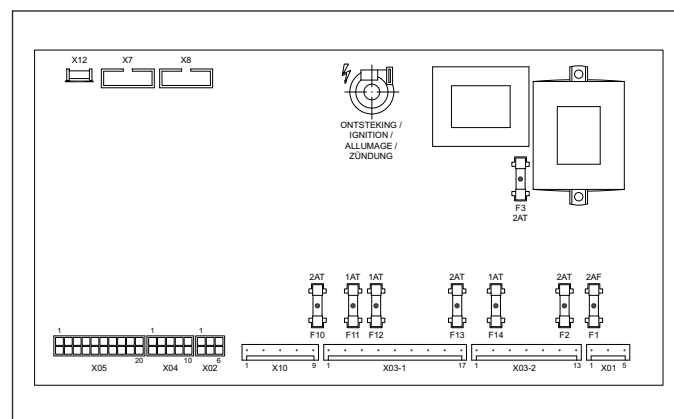 X12 X7 X8
ONTSTEKING /
IGNITION /
ALLUMAGE /
ZÜNDUNG
F3
2AT
2AT 1AT 1AT 2AT 1AT 2AT 2AF
F10 F11 F12 F13 F14 F2 F1
1 20 1 10 1 6
1 9 1 17 1 13 1 5
X05 X04 X02 X10 X03-1 X03-2 X01